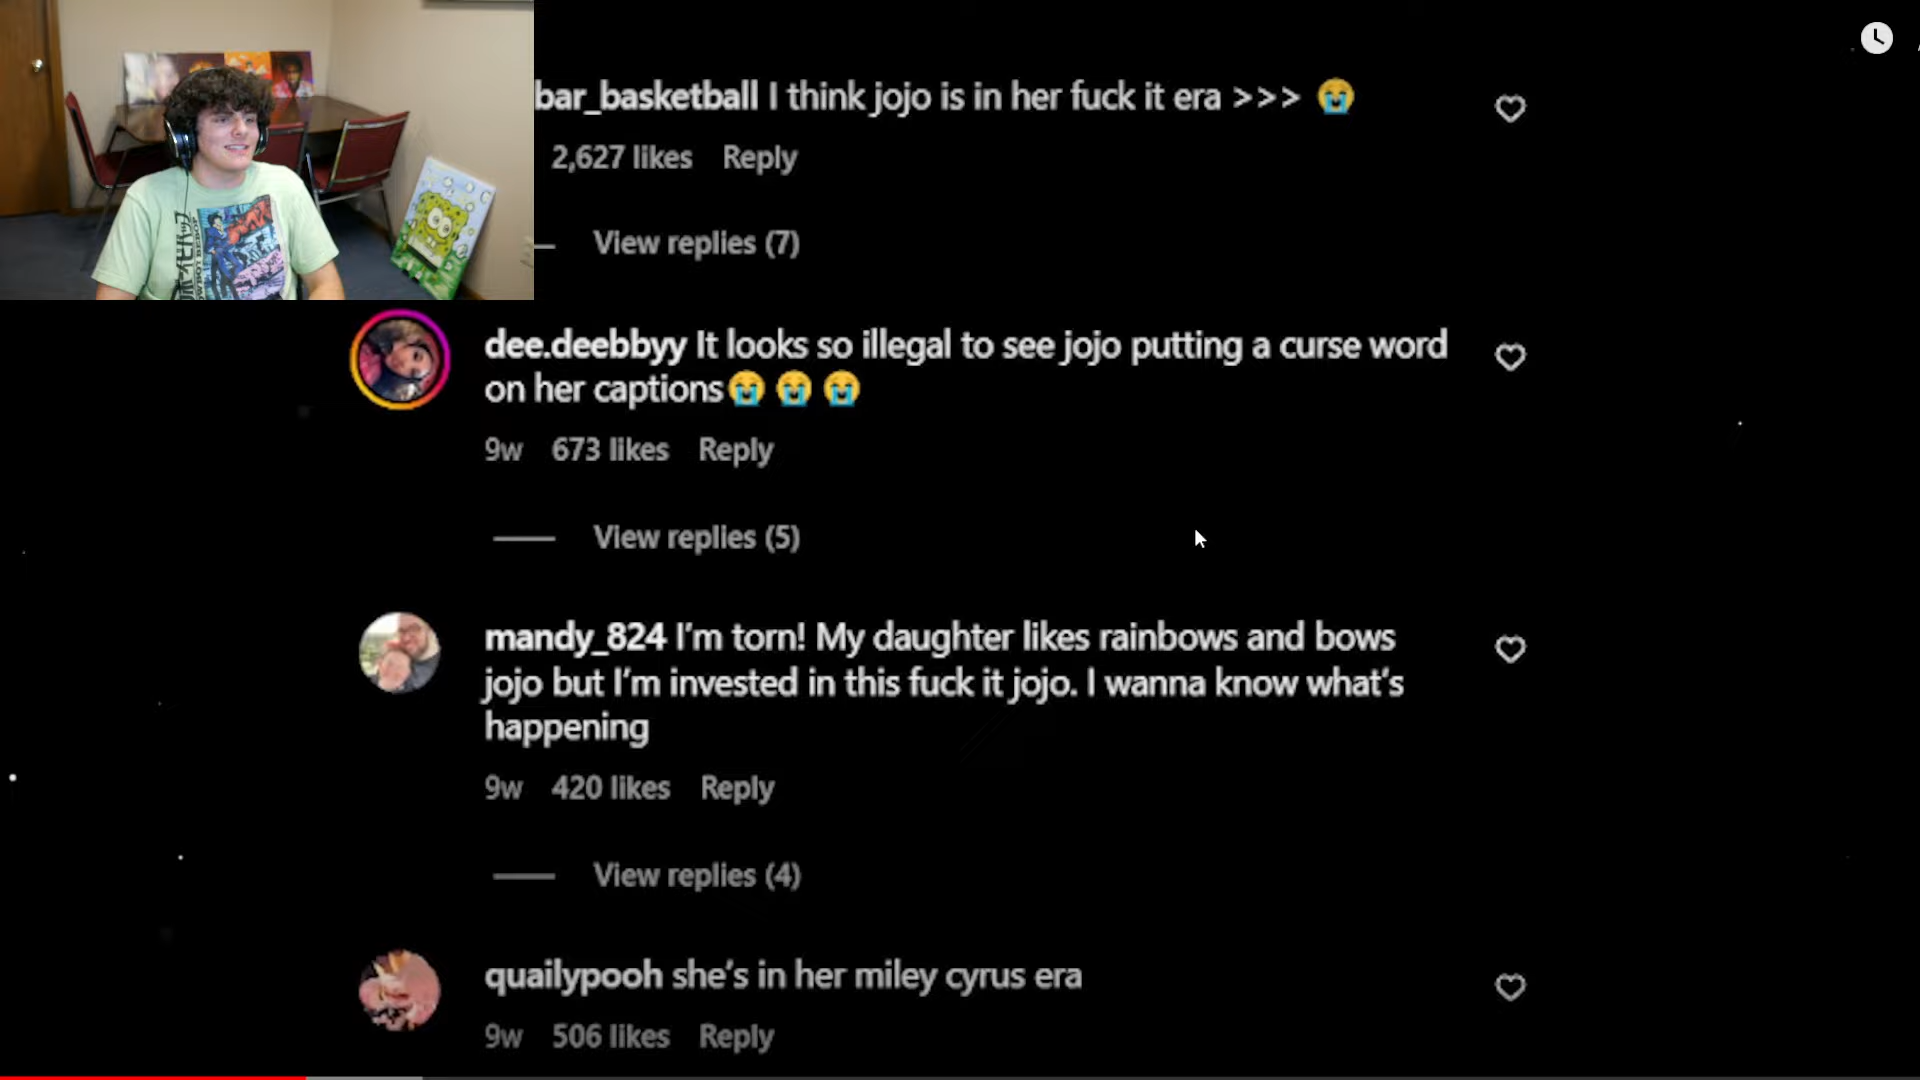 bar_basketball I think jojo is in her fuck it era >>> 😭
2,627 likes Reply
View replies (7)
dee.deebbyy It looks so illegal to see jojo putting a curse word
on her captions😭😭😭
9w 673 likes Reply
View replies (5)
mandy_824 I'm torn! My daughter likes rainbows and bows
jojo but I'm invested in this fuck it jojo. I wanna know what's
happening
9w 420 likes Reply
View replies (4)
quailypooh she's in her miley cyrus era
9w 506 likes Reply